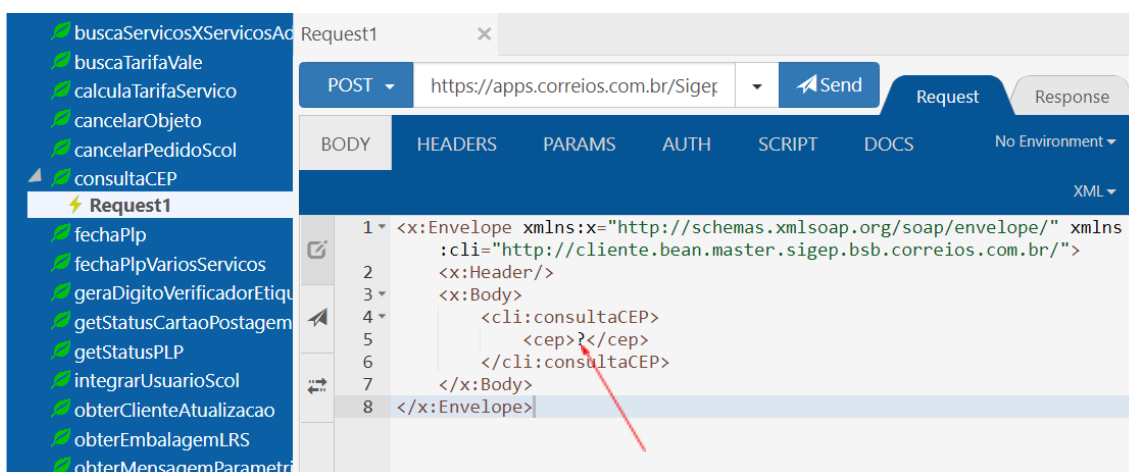 buscaServicosXServicosAd
buscaTarifaVale
calculaTarifaServico
cancelarObjeto
cancelarPedidoScol
consultaCEP
Request1
fechaPlp
fechaPlpVariosServicos
geraDigitoVerificadorEtiqu
getStatusCartaoPostagem
getStatusPLP
integrarUsuarioScol
obterClienteAtualizacao
obterEmbalagemLRS
obterMensagemParametri
Request1 ×
POST https://apps.correios.com.br/Sigep Send Request Response
BODY HEADERS PARAMS AUTH SCRIPT DOCS No Environment
XML
1 <x:Envelope xmlns:x="http://schemas.xmlsoap.org/soap/envelope/" xmlns
:cli="http://cliente.bean.master.sigep.bsb.correios.com.br/">
2 <x:Header/>
3 <x:Body>
4 <cli:consultaCEP>
5 <cep>?</cep>
6 </cli:consultaCEP>
7 </x:Body>
8 </x:Envelope>